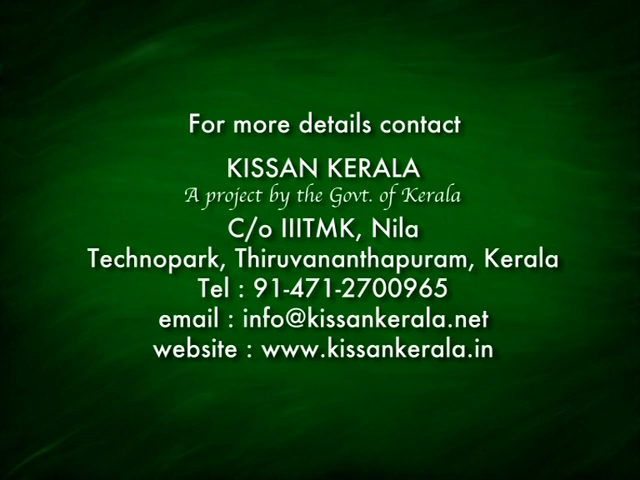 For more details contact
KISSAN KERALA
A project by the Govt. of Kerala
C/o IIITMK, Nila
Technopark, Thiruvananthapuram, Kerala
Tel : 91-471-2700965
email : info@kissankerala.net
website : www.kissankerala.in